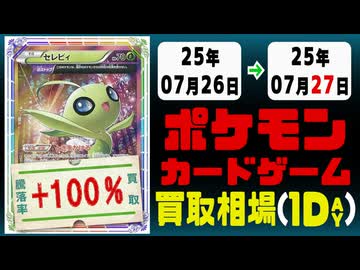 セレビィ
HP70
騰落率
+100%
買取
25年
07月26日
25年
07月27日
ポケモン
カードゲーム
買取相場(1D)